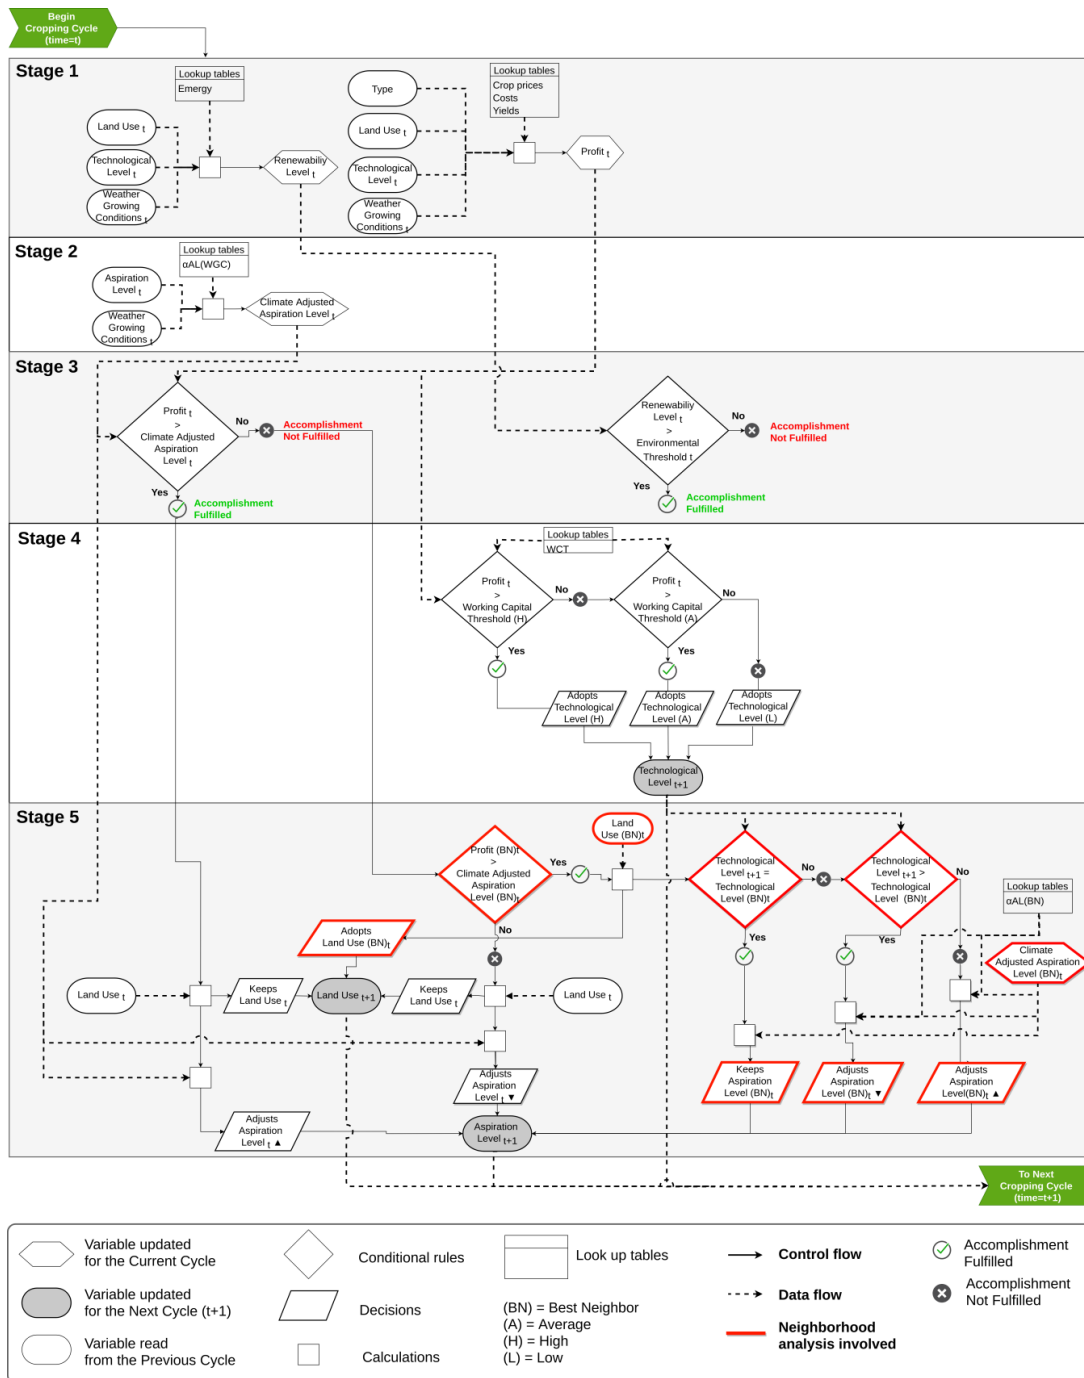 Begin
Cropping Cycle
(time=t)
Stage 1
Lookup tables
Emergy
Land Use t
Technological
Level t
Weather
Growing
Conditions t
Renewabiliy
Level t
Type
Land Use t
Technological
Level t
Weather
Growing
Conditions t
Lookup tables
Crop prices
Costs
Yields
Profit t
Stage 2
Lookup tables
αAL(WGC)
Aspiration
Level t
Weather
Growing
Conditions t
Climate Adjusted
Aspiration Level t
Stage 3
Profit t
>
Climate Adjusted
Aspiration
Level t
No
Accomplishment
Not Fulfilled
Yes
Accomplishment
Fulfilled
Renewabiliy
Level t
>
Environmental
Threshold t
No
Accomplishment
Not Fulfilled
Yes
Accomplishment
Fulfilled
Stage 4
Lookup tables
WCT
Profit t
>
Working Capital
Threshold (H)
No
Yes
Profit t
>
Working Capital
Threshold (A)
No
Yes
Adopts
Technological
Level (H)
Adopts
Technological
Level (A)
Adopts
Technological
Level (L)
Technological
Level t+1
Stage 5
Profit (BN)t
>
Climate Adjusted
Aspiration
Level (BN)t
Yes
No
Land
Use (BN)t
Technological
Level t+1 =
Technological
Level (BN)t
No
Yes
Technological
Level t+1 >
Technological
Level (BN)t
No
Yes
Lookup tables
αAL(BN)
Climate
Adjusted Aspiration
Level (BN)t
Adopts
Land Use (BN)t
Land Use t
Keeps
Land Use t
Land Use t+1
Keeps
Land Use t
Land Use t
Adjusts
Aspiration
Level t ▼
Keeps
Aspiration
Level (BN)t
Adjusts
Aspiration
Level (BN)t ▼
Adjusts
Aspiration
Level(BN)t ▲
Adjusts
Aspiration
Level t ▲
Aspiration
Level t+1
To Next
Cropping Cycle
(time=t+1)
Variable updated
for the Current Cycle
Variable updated
for the Next Cycle (t+1)
Variable read
from the Previous Cycle
Conditional rules
Decisions
Calculations
Look up tables
(BN) = Best Neighbor
(A) = Average
(H) = High
(L) = Low
Control flow
Data flow
Neighborhood
analysis involved
Accomplishment
Fulfilled
Accomplishment
Not Fulfilled